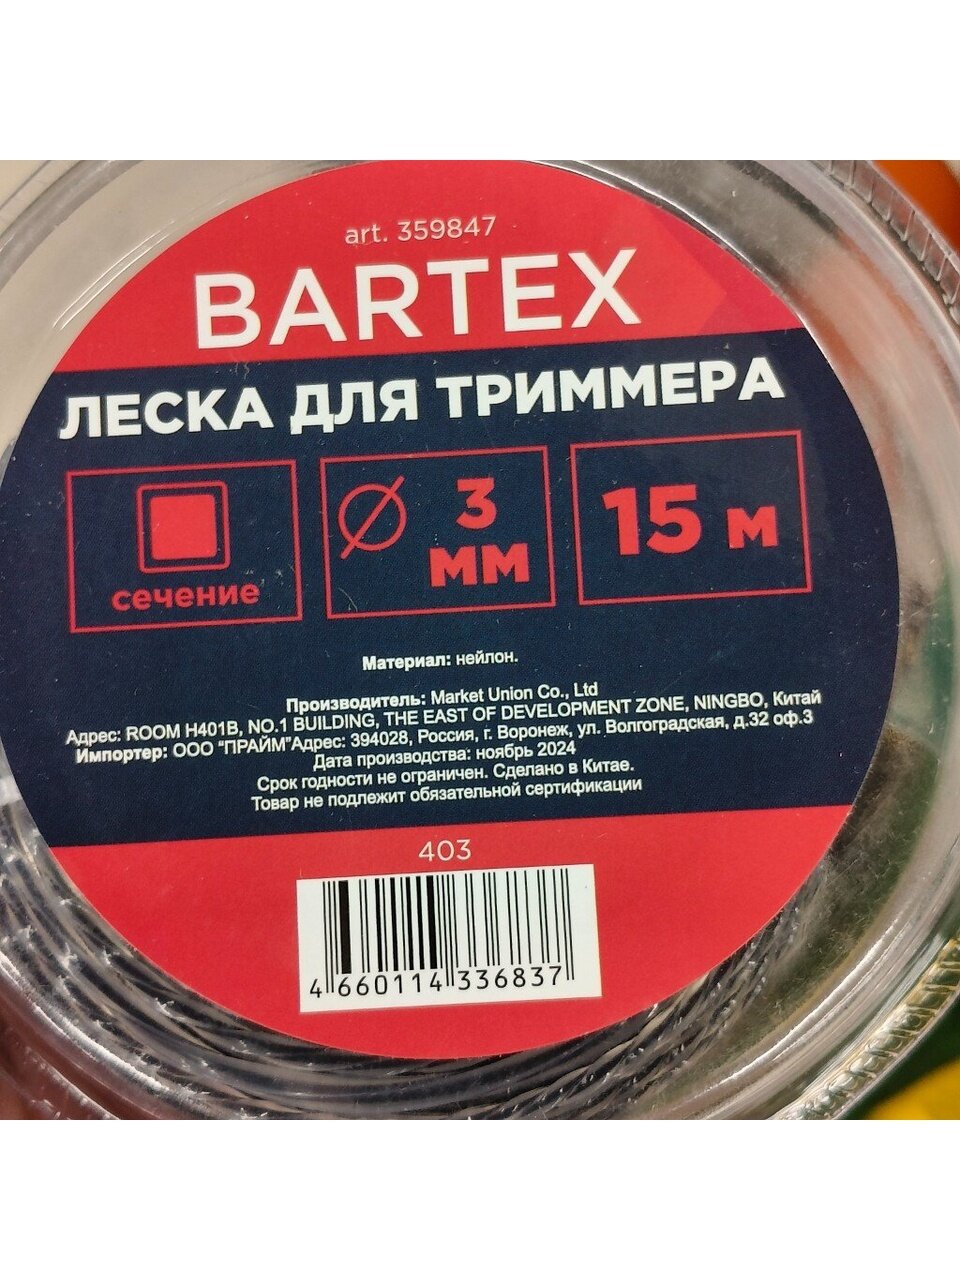 art. 359847
BARTEX
ЛЕСКА ДЛЯ ТРИММЕРА
сечение
3
мм
15 м
Материал: нейлон.
Производитель: Market Union Co., Ltd
Адрес: ROOM H401B, NO.1 BUILDING, THE EAST OF DEVELOPMENT ZONE, NINGBO, Китай
Импортер: ООО "ПРАЙМ"Адрес: 394028, Россия, г. Воронеж, ул. Волгоградская, д.32 оф.3
Дата производства: ноябрь 2024
Срок годности не ограничен. Сделано в Китае.
Товар не подлежит обязательной сертификации
403
4 660114 336837